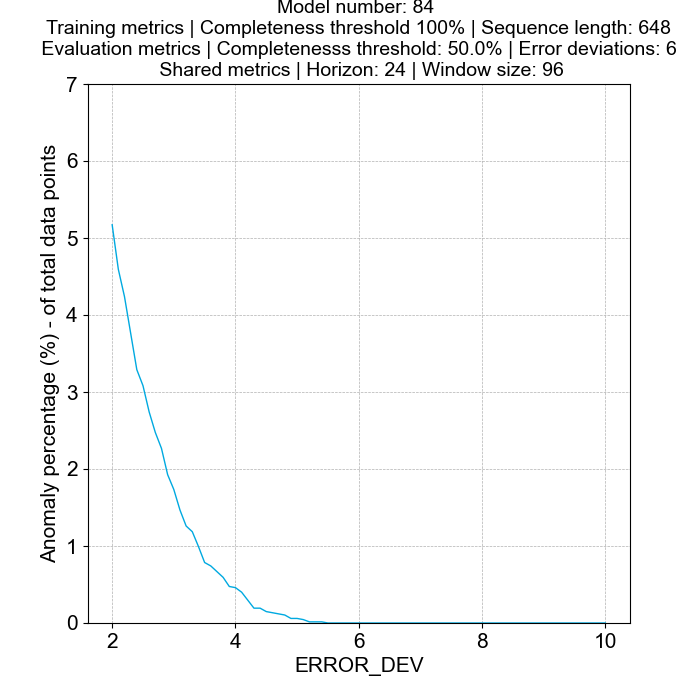 Model number: 84
Training metrics | Completeness threshold 100% | Sequence length: 648
Evaluation metrics | Completenesss threshold: 50.0% | Error deviations: 6
Shared metrics | Horizon: 24 | Window size: 96
7
6
5
4
3
2
1
0
Anomaly percentage (%) - of total data points
2 4 6 8 10
ERROR_DEV